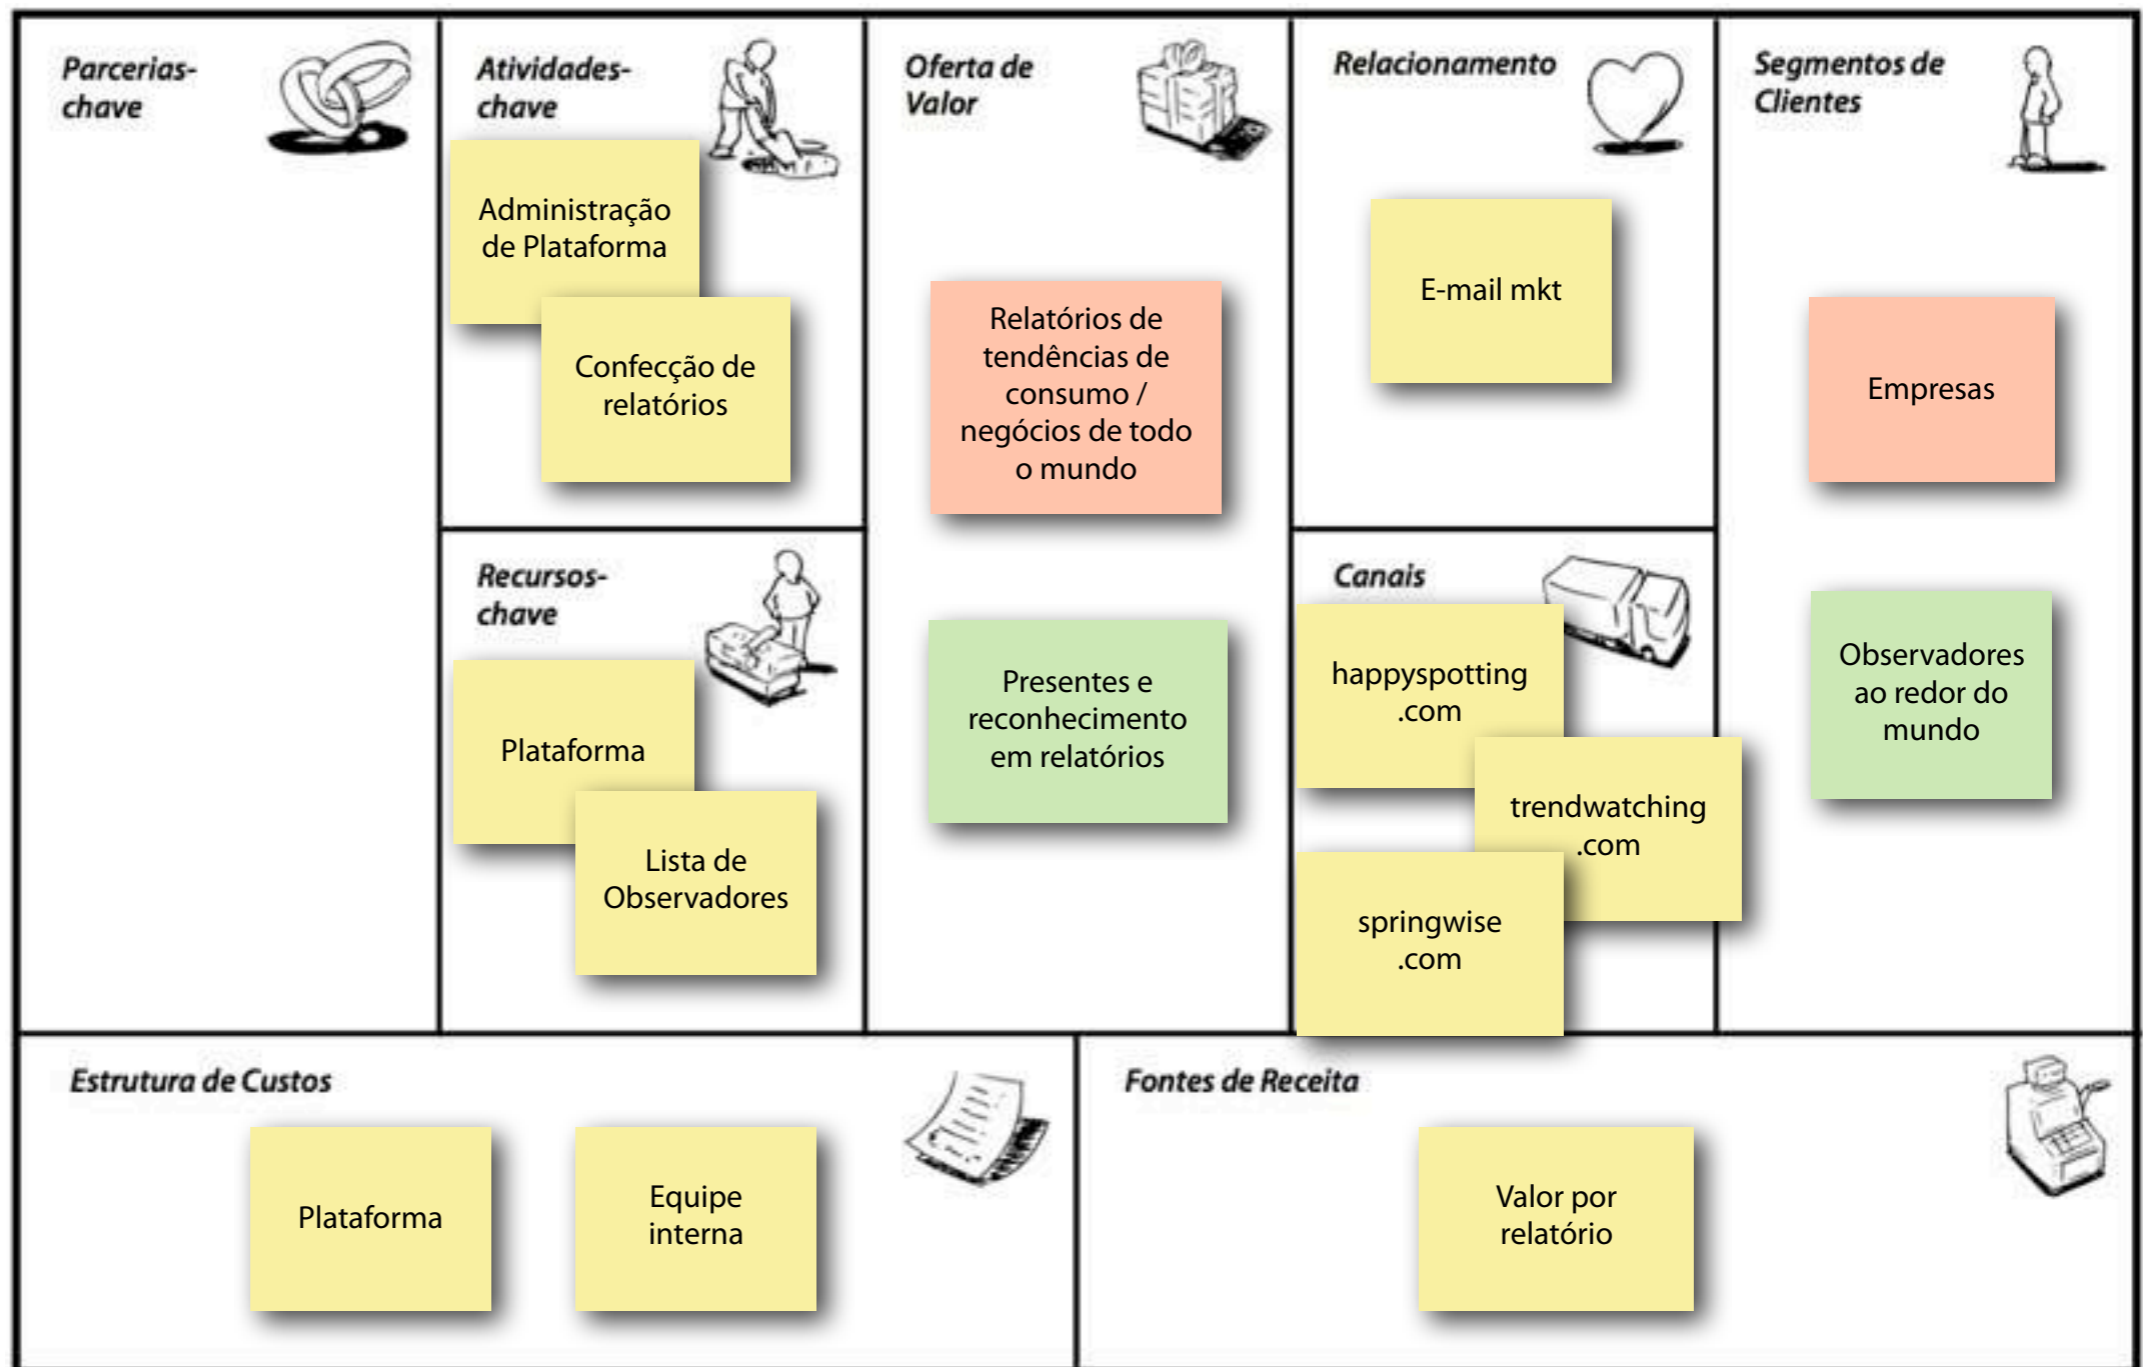 Parcerias-
chave
Atividades-
chave
Administração
de Plataforma
Confecção de
relatórios
Recursos-
chave
Plataforma
Lista de
Observadores
Oferta de
Valor
Relatórios de
tendências de
consumo /
negócios de todo
o mundo
Presentes e
reconhecimento
em relatórios
Relacionamento
E-mail mkt
Canais
happyspotting
.com
trendwatching
.com
springwise
.com
Segmentos de
Clientes
Empresas
Observadores
ao redor do
mundo
Estrutura de Custos
Plataforma
Equipe
interna
Fontes de Receita
Valor por
relatório